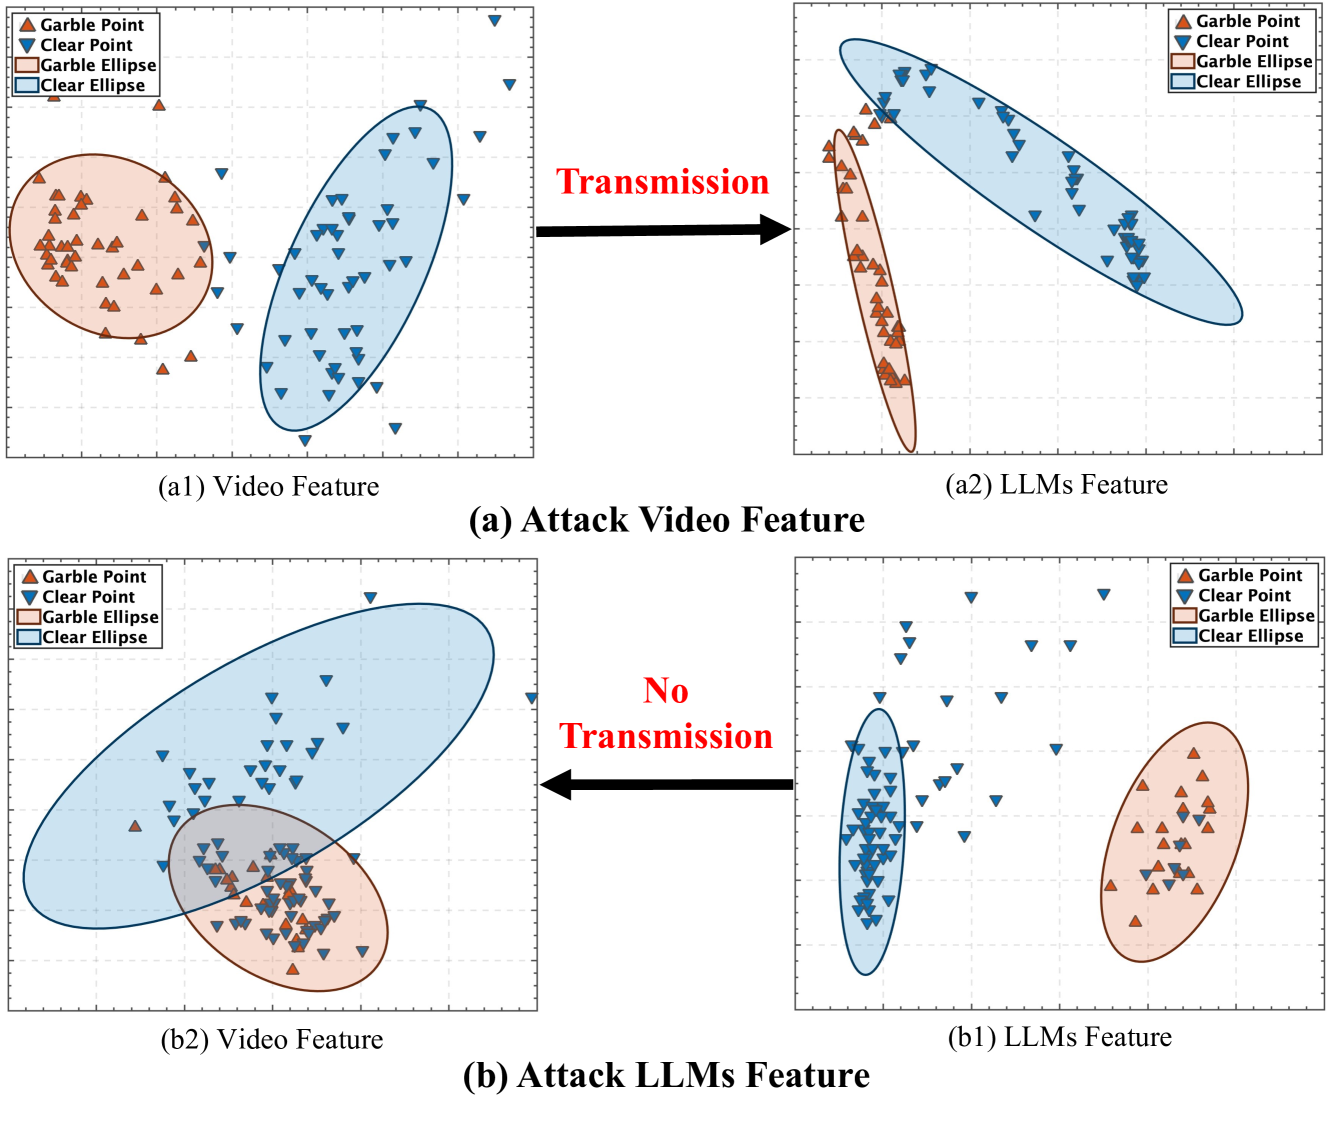 Garble Point
Clear Point
Garble Ellipse
Clear Ellipse
Transmission
Garble Point
Clear Point
Garble Ellipse
Clear Ellipse
(a1) Video Feature
(a2) LLMs Feature
(a) Attack Video Feature
Garble Point
Clear Point
Garble Ellipse
Clear Ellipse
No
Transmission
Garble Point
Clear Point
Garble Ellipse
Clear Ellipse
(b2) Video Feature
(b1) LLMs Feature
(b) Attack LLMs Feature